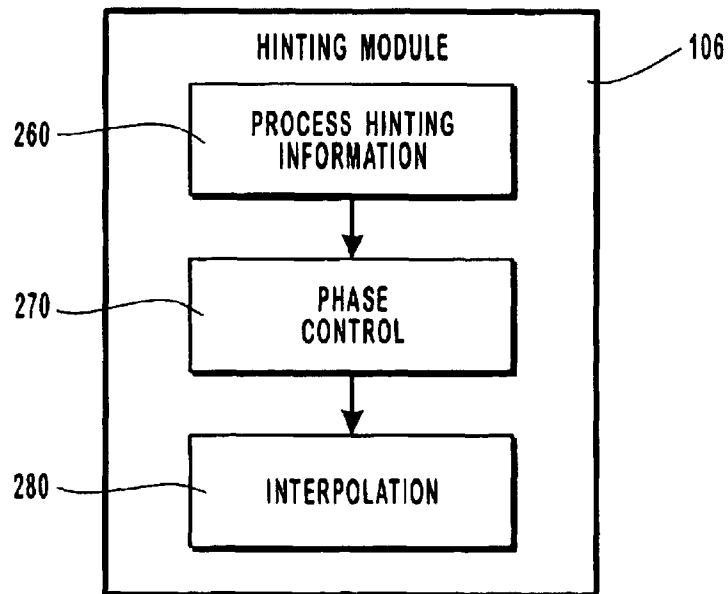 HINTING MODULE
106
260
PROCESS HINTING
INFORMATION
270
PHASE
CONTROL
280
INTERPOLATION